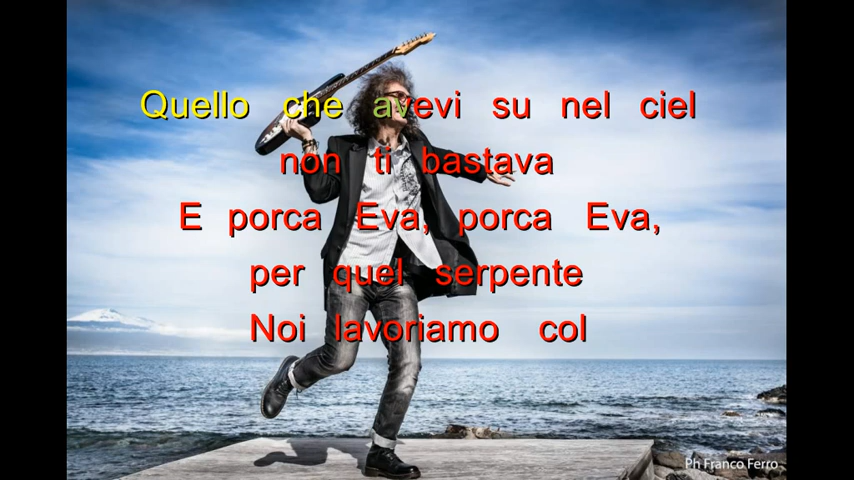 Quello che avevi su nel ciel
non ti bastava
E porca Eva, porca Eva,
per quel serpente
Noi lavoriamo col
Ph Franco Ferro